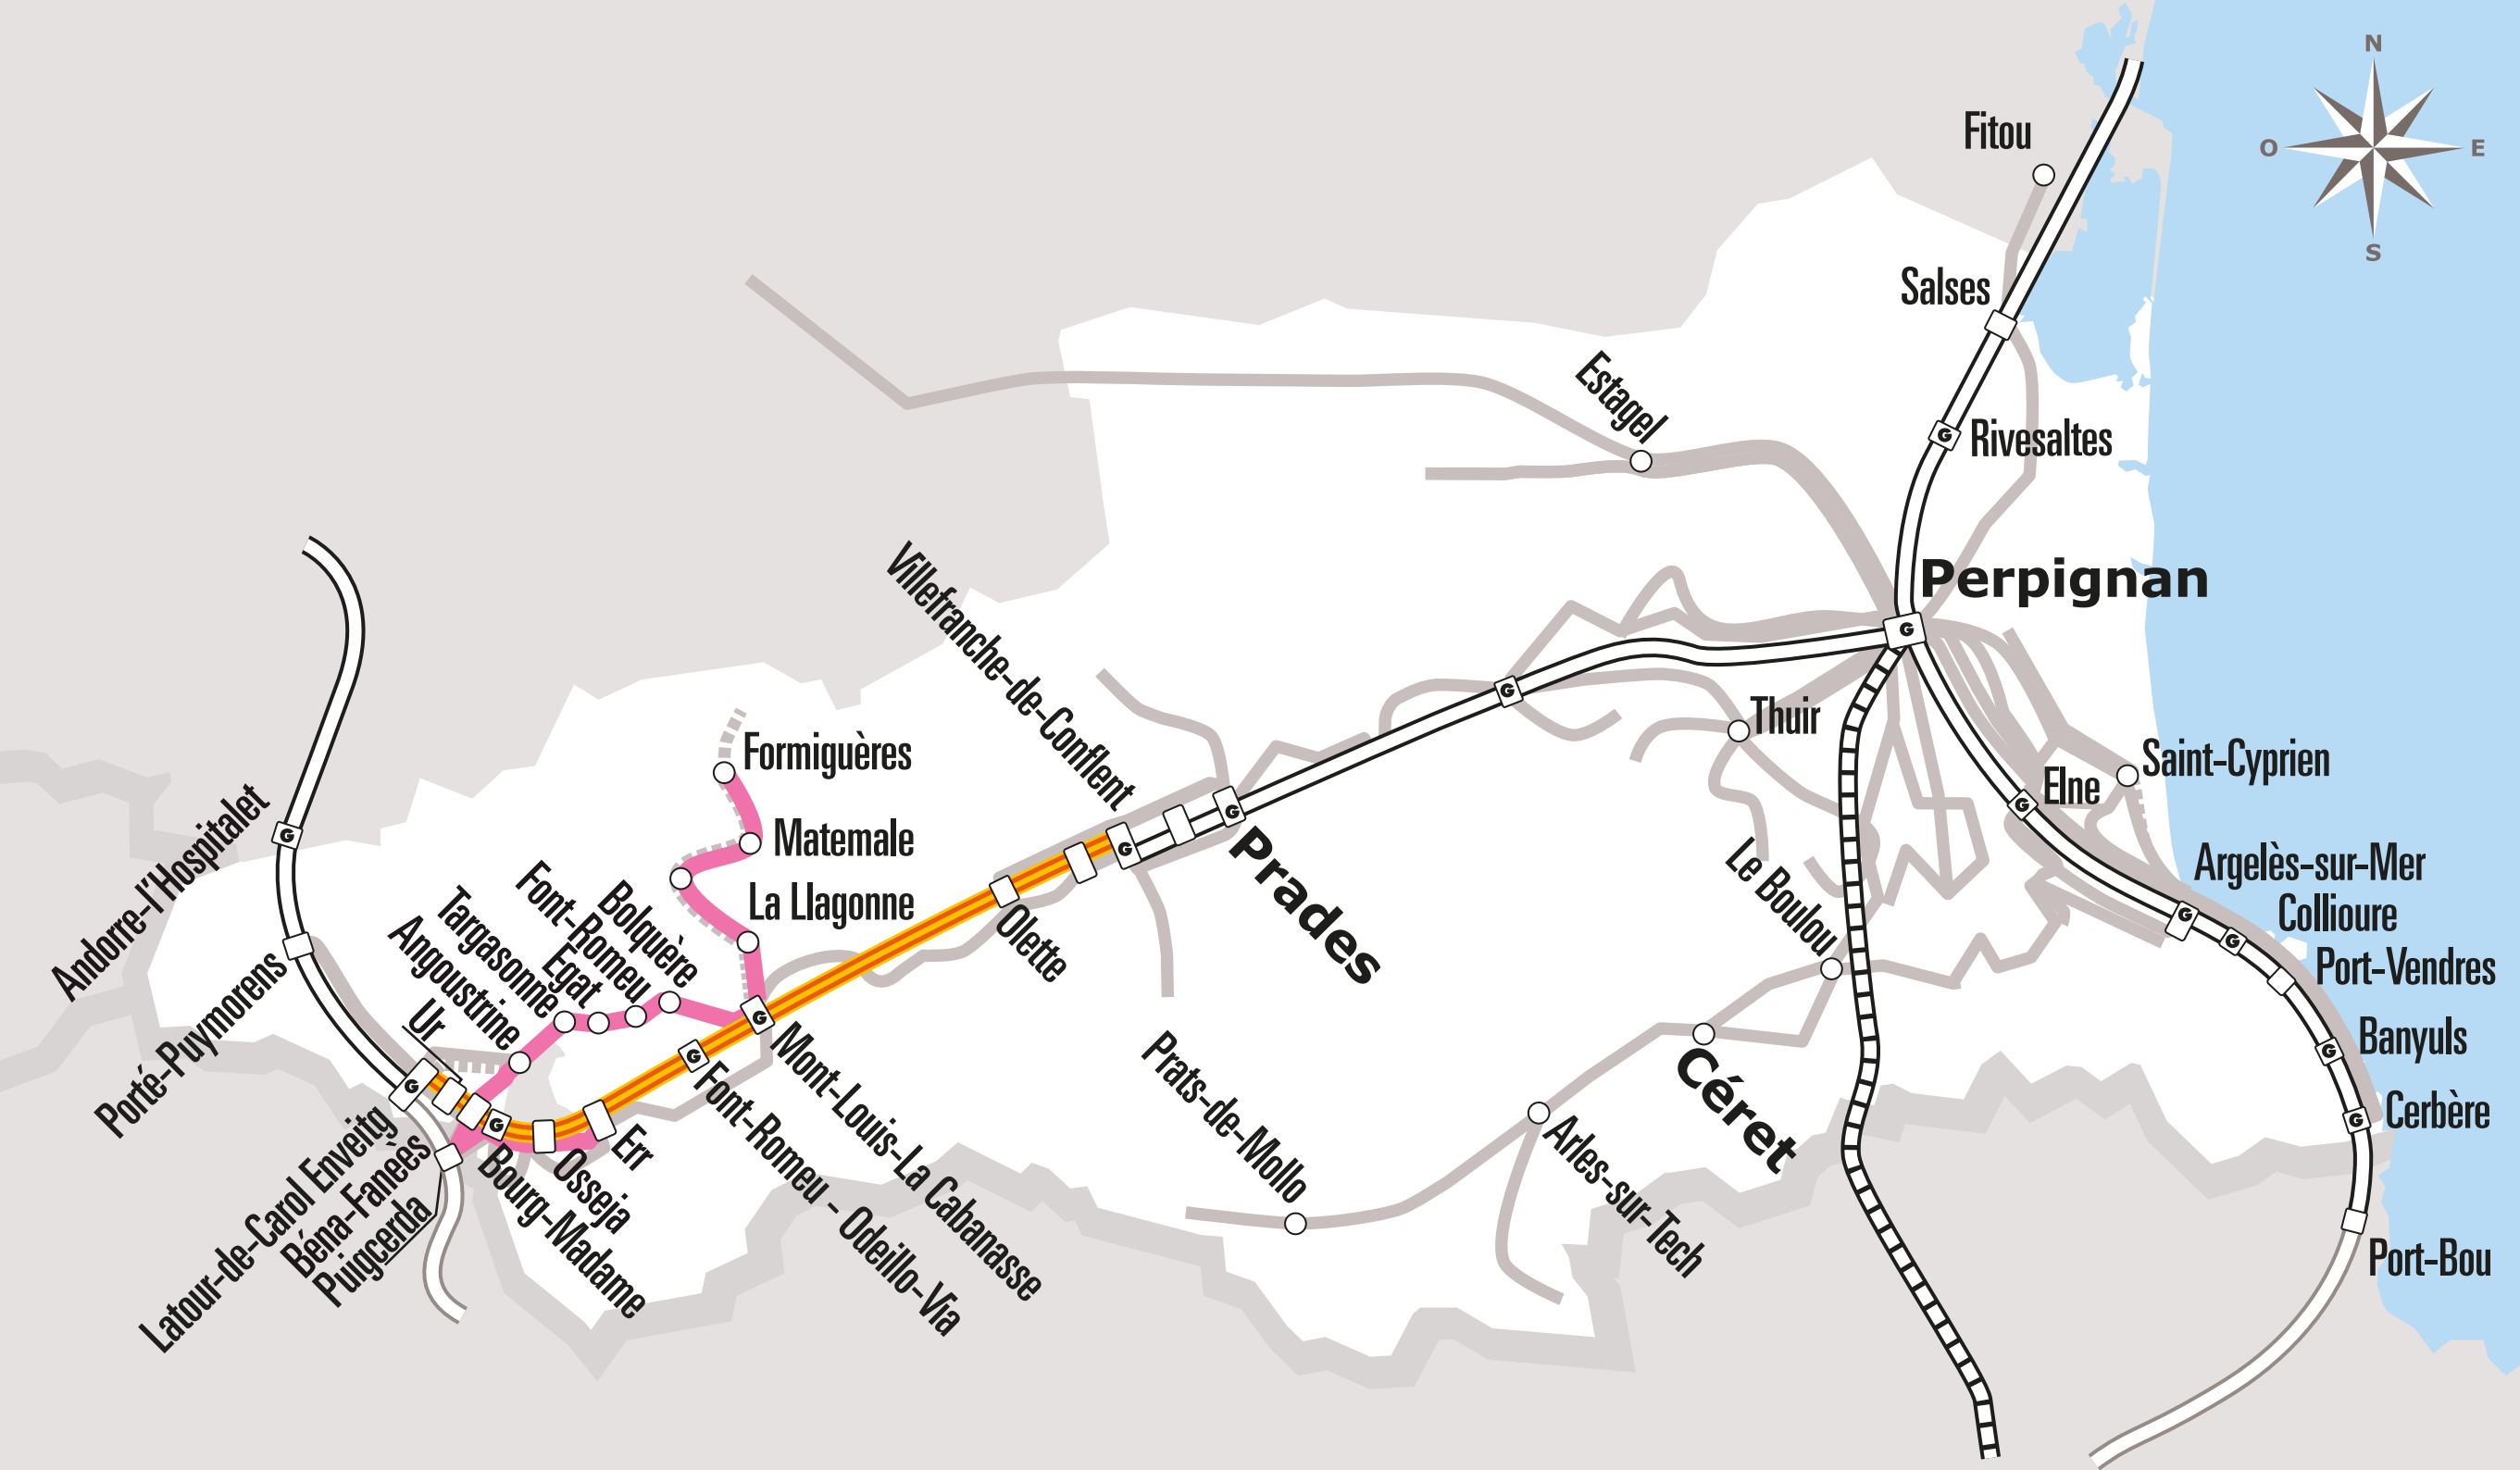 N
O
E
S
Fitou
Salses
Estagel
Rivesaltes
Perpignan
G
G
Villefranche-de-Conflent
G
Thuir
Formiguères
Saint-Cyprien
Elne
G
Matemale
Andorre-l'Hospitalet
G
G
G
Prades
Argelès-sur-Mer
G
La Llagonne
Le Boulou
Collioure
G
Olette
Port-Vendres
Bolquère
Font-Romeu
Egat
Targasonne
Angoustrine
Ur
Porté-Puymorens
G
Mont-Louis-La Cabanasse
G
Font-Romeu - Odeillo-Via
Banyuls
G
Céret
Prats-de-Mollo
Arles-sur-Tech
Cerbère
G
G
Latour-de-Carol Enveitg
Béna-Fanès
Puigcerda
G
Bourg-Madame
Osseja
Err
Port-Bou